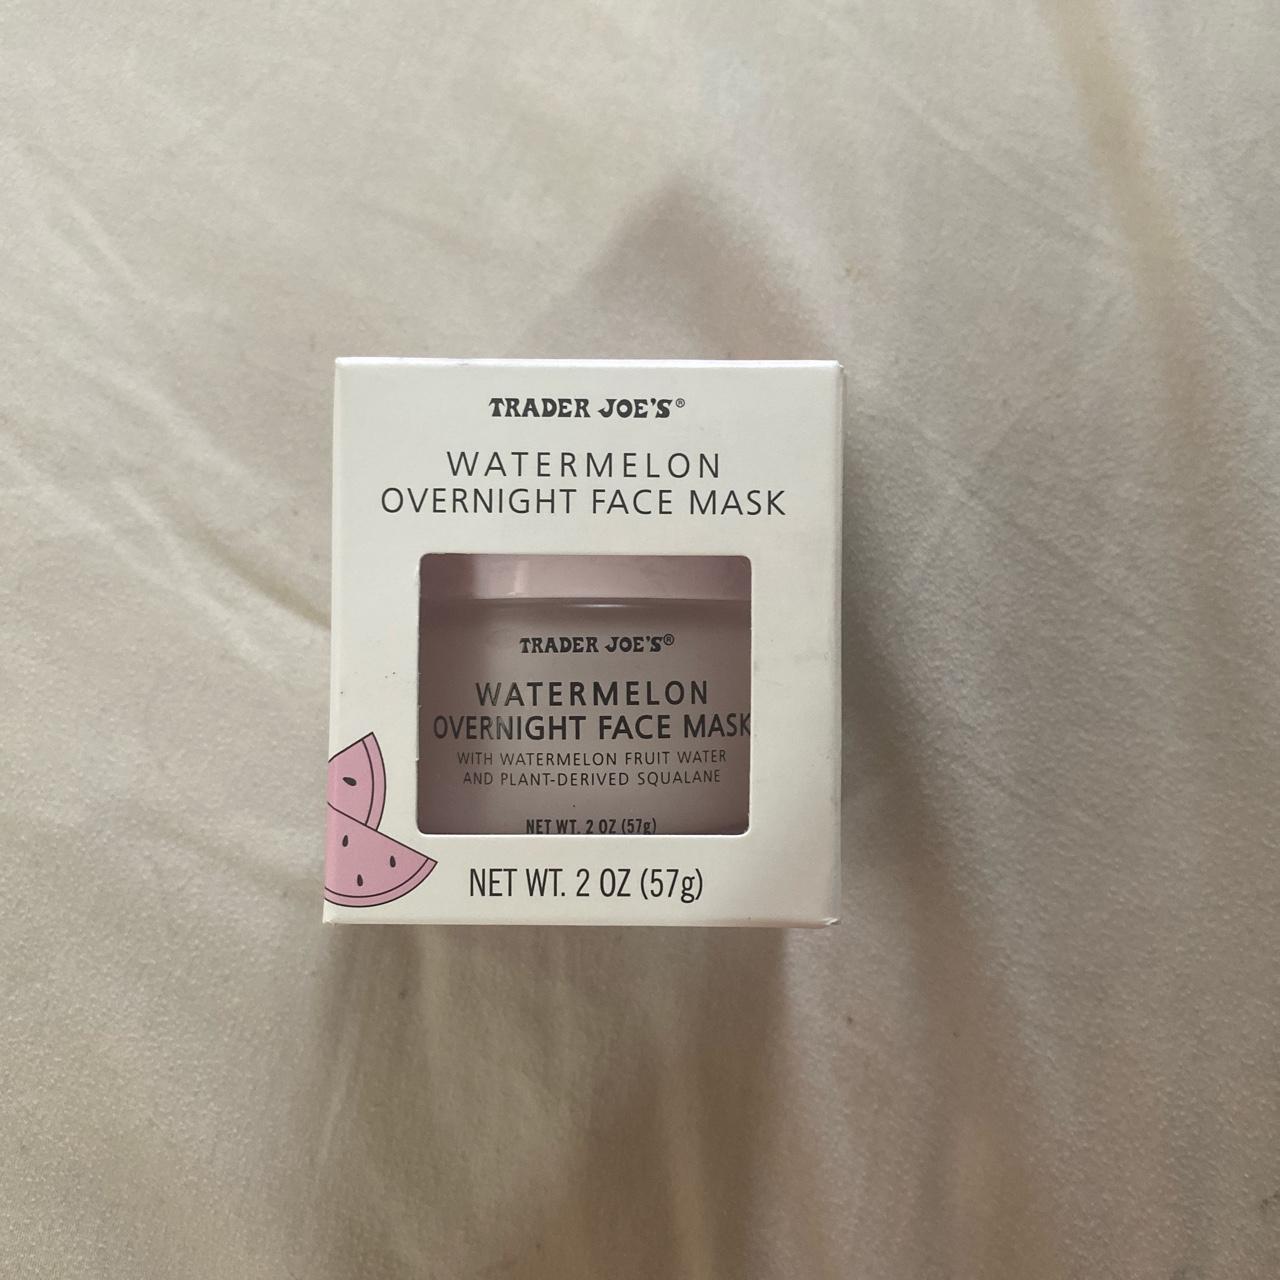 TRADER JOE'S®
WATERMELON
OVERNIGHT FACE MASK
TRADER JOE'S®
WATERMELON
OVERNIGHT FACE MASK
WITH WATERMELON FRUIT WATER
AND PLANT-DERIVED SQUALANE
NET WT. 2 OZ (57g)
NET WT. 2 OZ (57g)